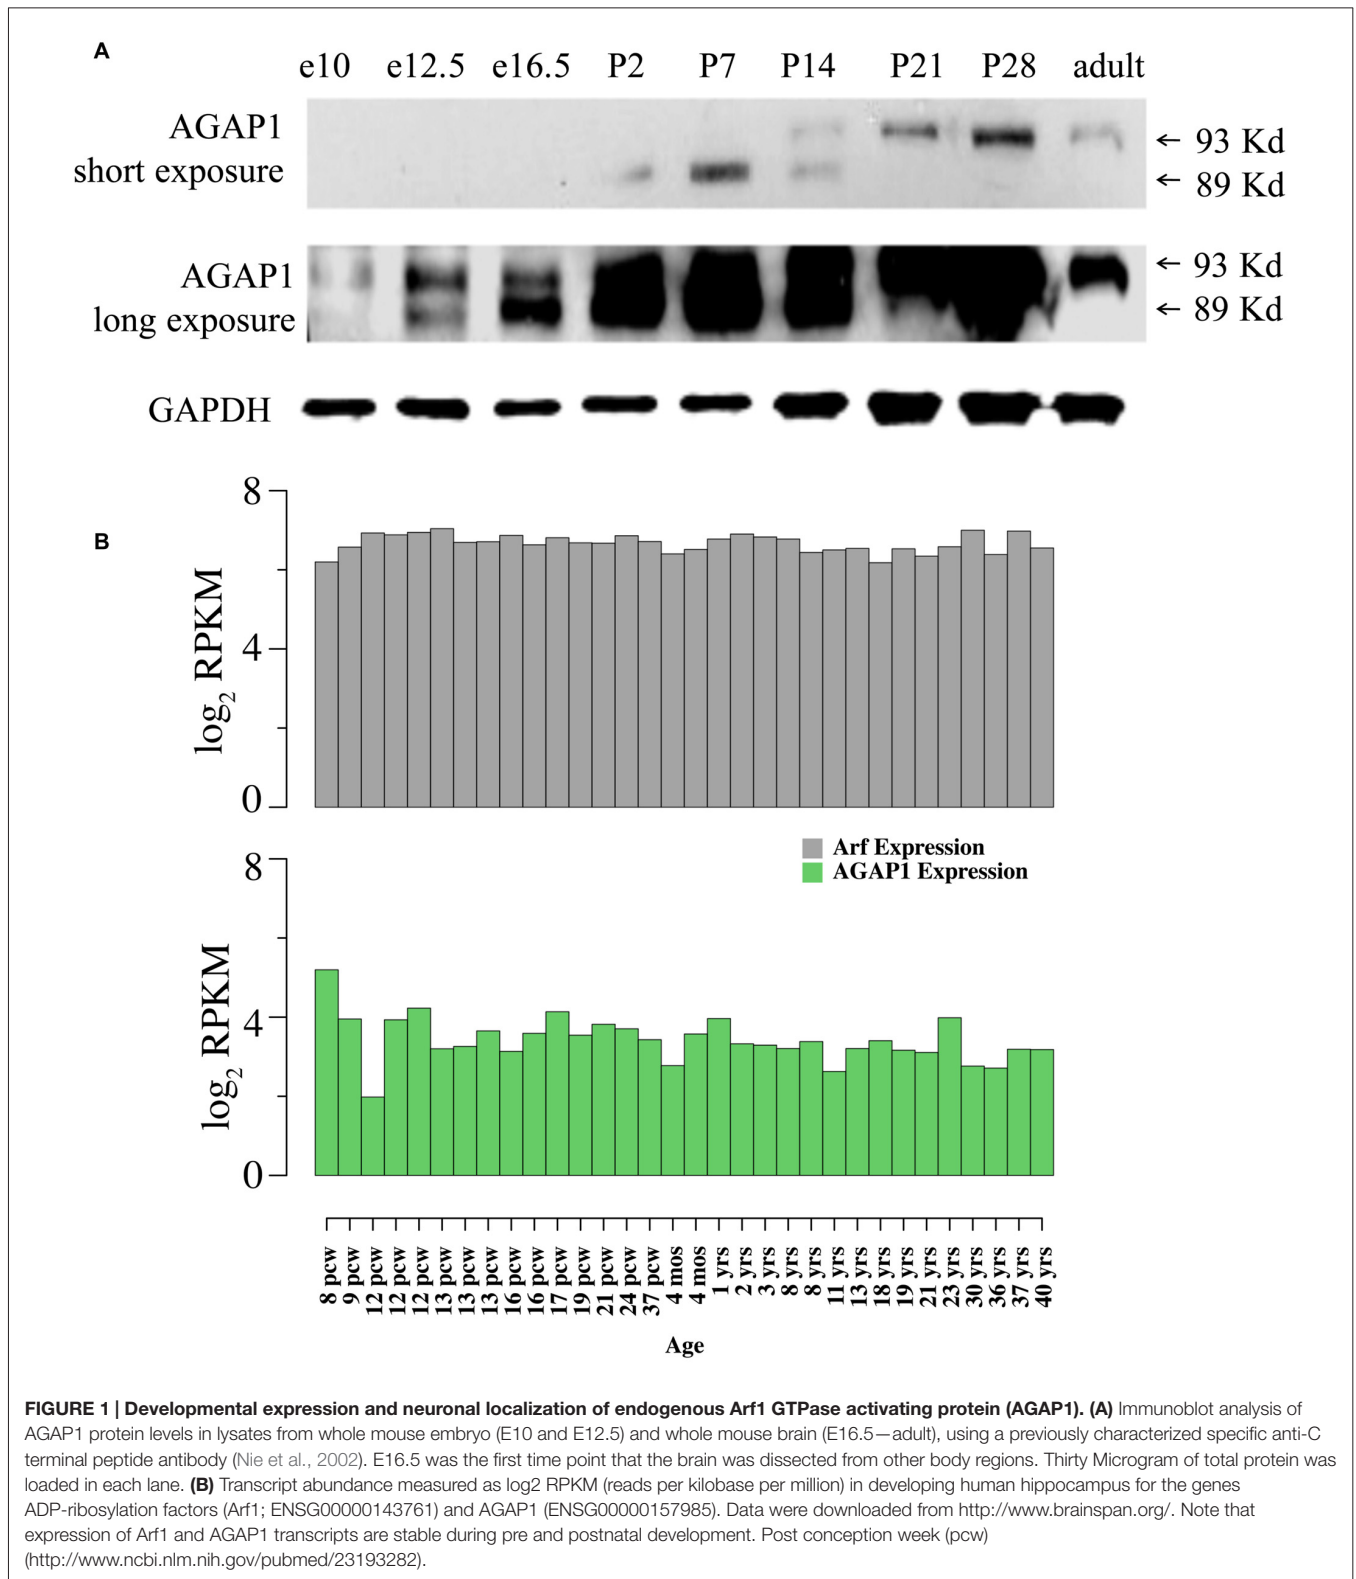 A
e10 e12.5 e16.5 P2 P7 P14 P21 P28 adult
AGAP1
short exposure
← 93 Kd
← 89 Kd
AGAP1
long exposure
← 93 Kd
← 89 Kd
GAPDH
B
8
4
0
log2 RPKM
Arf Expression
AGAP1 Expression
8
4
0
log2 RPKM
8 pcw
9 pcw
12 pcw
12 pcw
12 pcw
13 pcw
13 pcw
13 pcw
16 pcw
16 pcw
17 pcw
19 pcw
21 pcw
24 pcw
37 pcw
4 mos
4 mos
1 yrs
2 yrs
3 yrs
8 yrs
8 yrs
11 yrs
13 yrs
18 yrs
19 yrs
21 yrs
23 yrs
30 yrs
36 yrs
37 yrs
40 yrs
Age
FIGURE 1 | Developmental expression and neuronal localization of endogenous Arf1 GTPase activating protein (AGAP1). (A) Immunoblot analysis of
AGAP1 protein levels in lysates from whole mouse embryo (E10 and E12.5) and whole mouse brain (E16.5—adult), using a previously characterized specific anti-C
terminal peptide antibody (Nie et al., 2002). E16.5 was the first time point that the brain was dissected from other body regions. Thirty Microgram of total protein was
loaded in each lane. (B) Transcript abundance measured as log2 RPKM (reads per kilobase per million) in developing human hippocampus for the genes
ADP-ribosylation factors (Arf1; ENSG00000143761) and AGAP1 (ENSG00000157985). Data were downloaded from http://www.brainspan.org/. Note that
expression of Arf1 and AGAP1 transcripts are stable during pre and postnatal development. Post conception week (pcw)
(http://www.ncbi.nlm.nih.gov/pubmed/23193282).